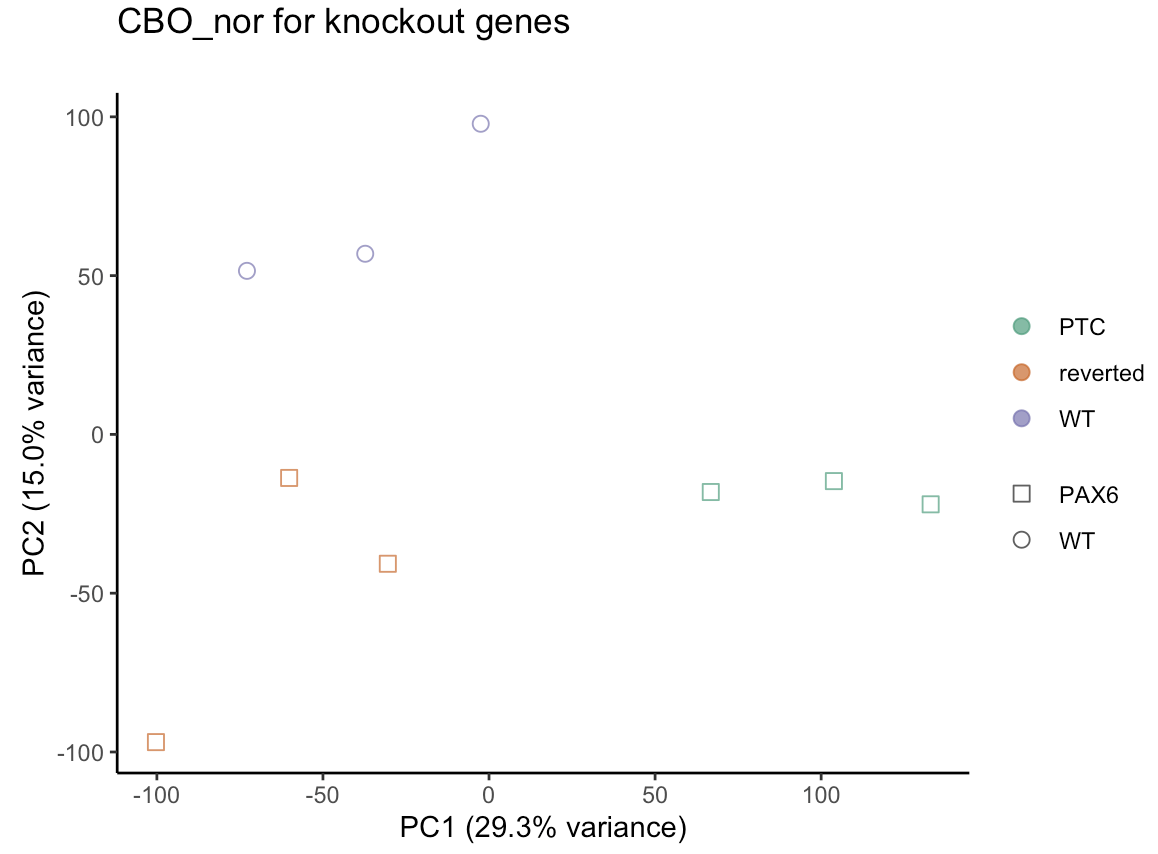 CBO_nor for knockout genes
100
50
0
-50
-100
PC2 (15.0% variance)
-100
-50
0
50
100
PC1 (29.3% variance)
PTC
reverted
WT
PAX6
WT